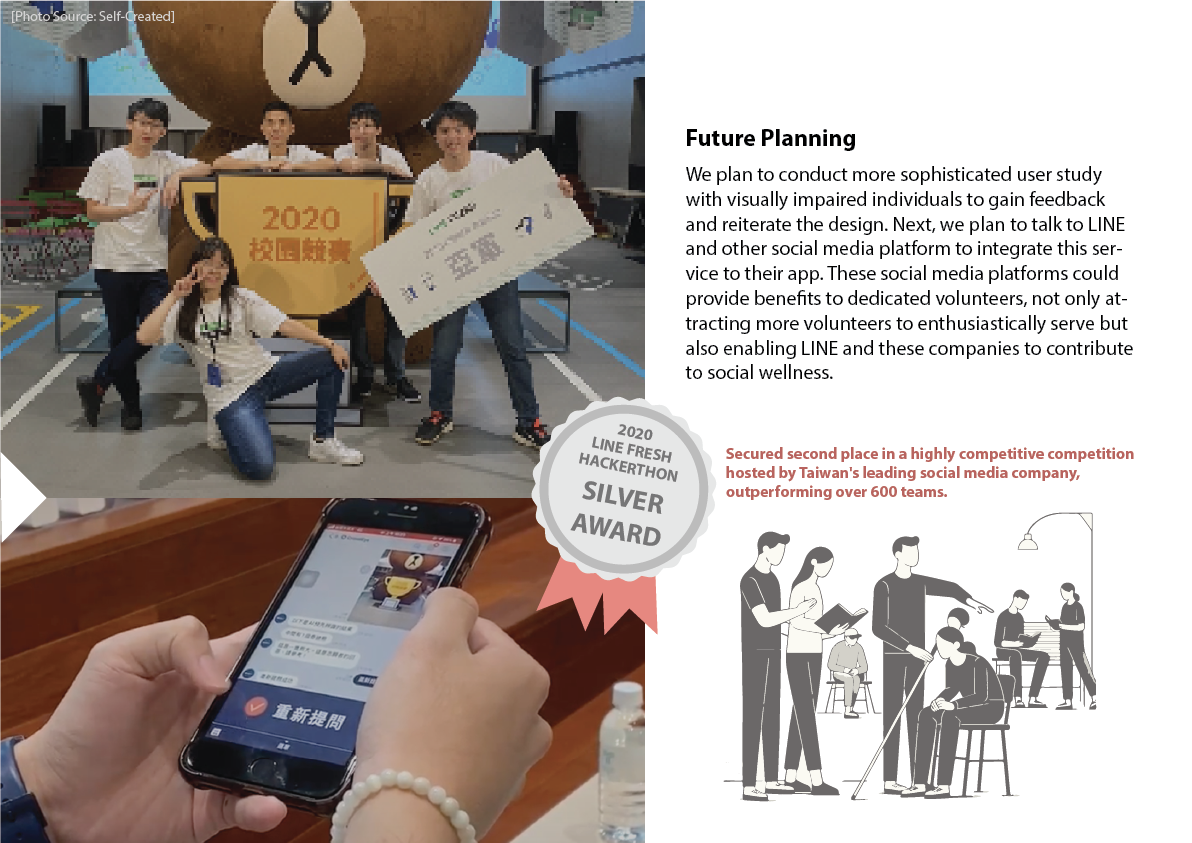 [Photo Source: Self-Created]
2020
校園競賽
亞軍
Future Planning
We plan to conduct more sophisticated user study
with visually impaired individuals to gain feedback
and reiterate the design. Next, we plan to talk to LINE
and other social media platform to integrate this ser-
vice to their app. These social media platforms could
provide benefits to dedicated volunteers, not only at-
tracting more volunteers to enthusiastically serve but
also enabling LINE and these companies to contribute
to social wellness.
2020
LINE FRESH
HACKERTHON
SILVER
AWARD
Secured second place in a highly competitive competition
hosted by Taiwan's leading social media company,
outperforming over 600 teams.
重新提問